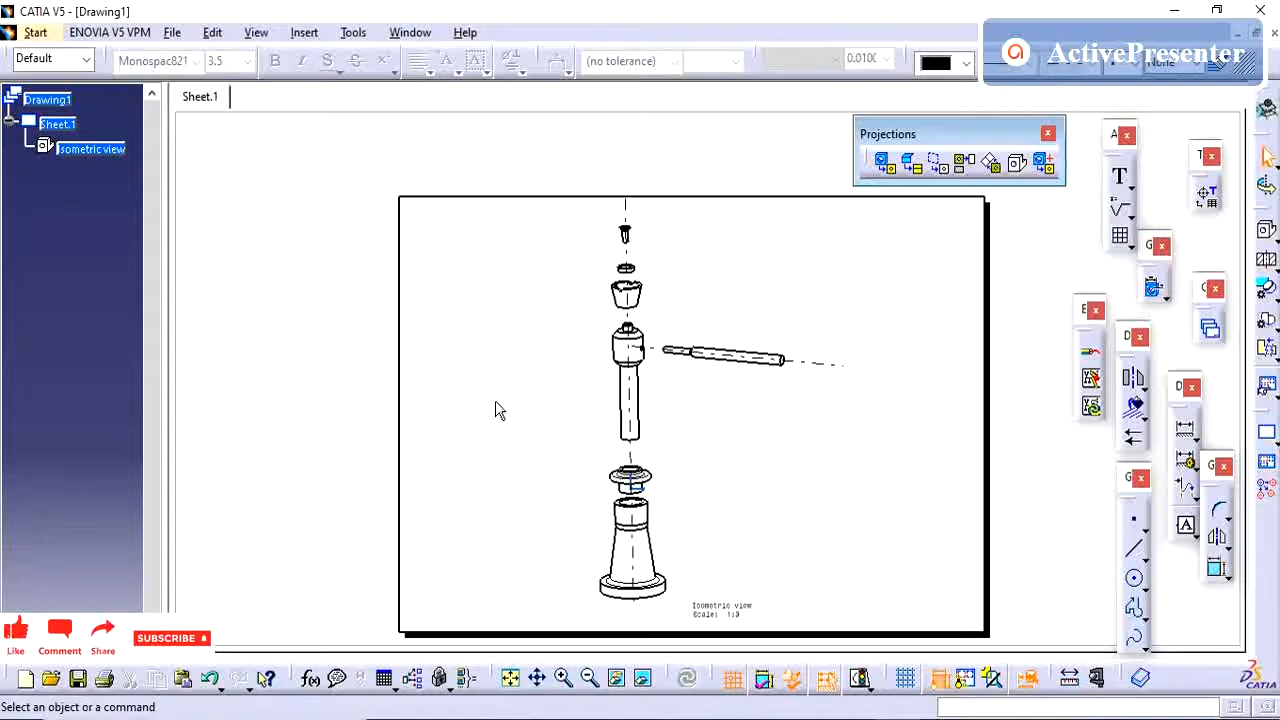 CATIA V5 - [Drawing1]
Start ENOVIA V5 VPM File Edit View Insert Tools Window Help
ActivePresenter
Default Monospac821 3.5 B I S (no tolerance) 0.010(
Drawing1
Sheet.1
Isometric view
Sheet.1
Projections
A
T
G
E
D
Isometric view
Scale: 1:3
Like Comment Share SUBSCRIBE
f(x)
CATIA
Select an object or a command